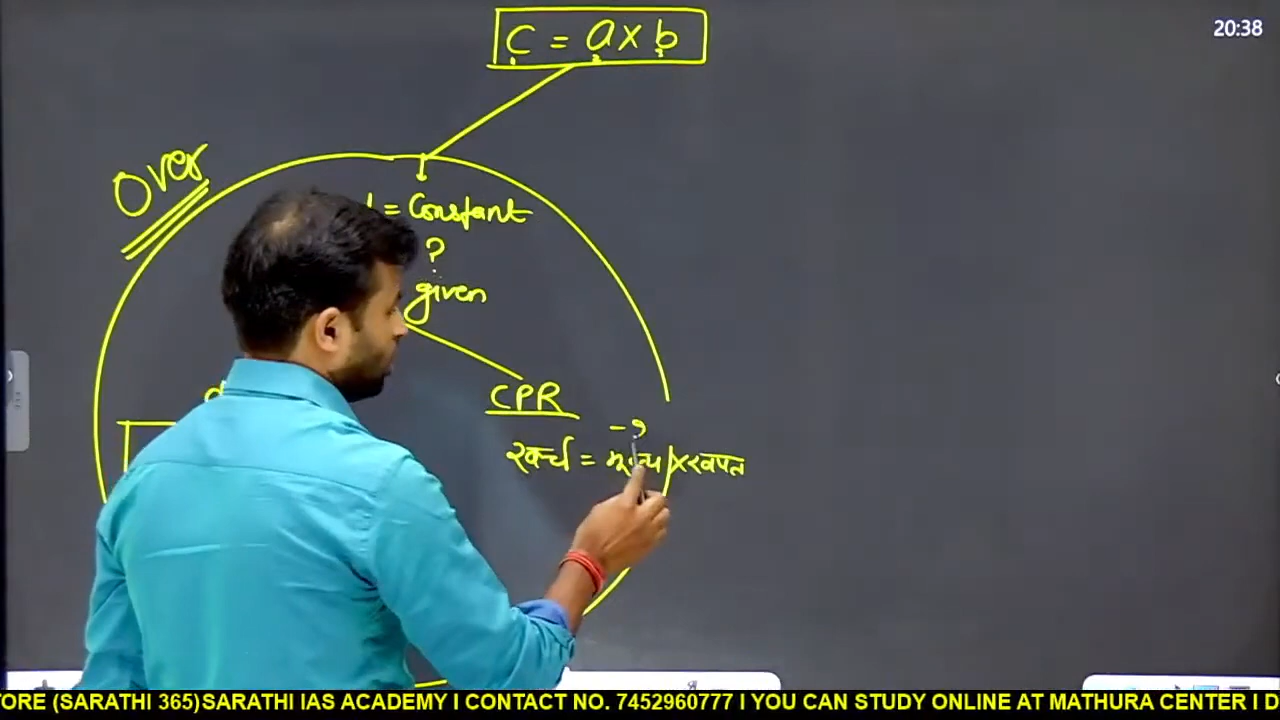 C = a × b
20:38
Over
= Constant
?
given
CPR
- ?
खर्च = मूल्य × खपत
TORE (SARATHI 365) SARATHI IAS ACADEMY I CONTACT NO. 7452960777 I YOU CAN STUDY ONLINE AT MATHURA CENTER I D